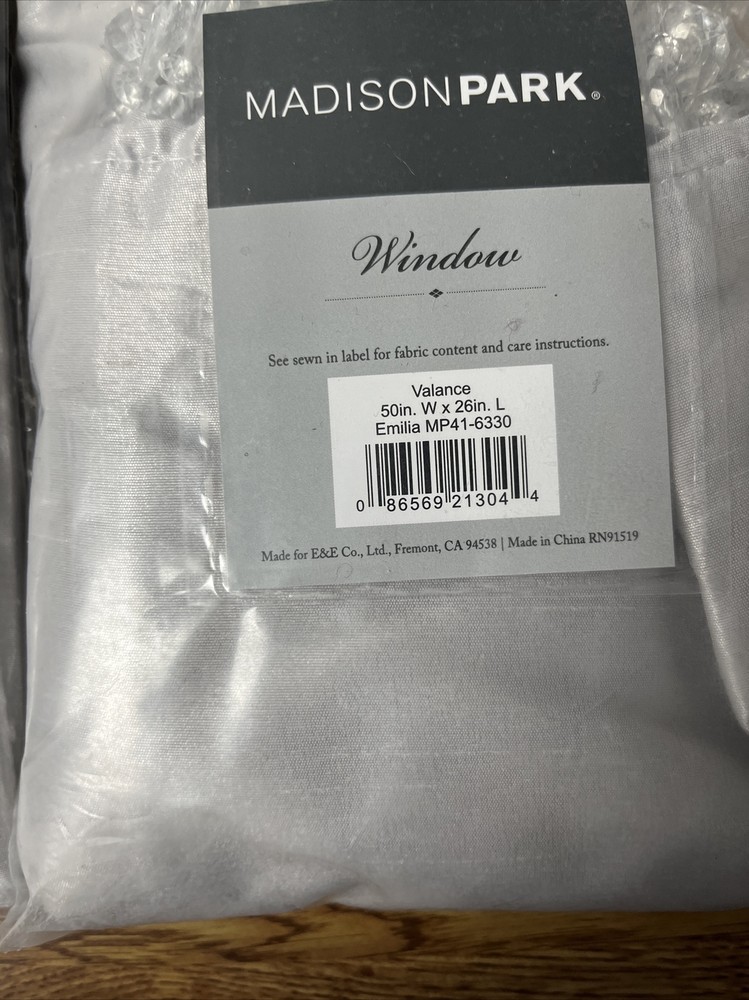 MADISONPARK®
Window
See sewn in label for fabric content and care instructions.
Valance
50in. W x 26in. L
Emilia MP41-6330
0 86569 21304 4
Made for E&E Co., Ltd., Fremont, CA 94538 | Made in China RN91519